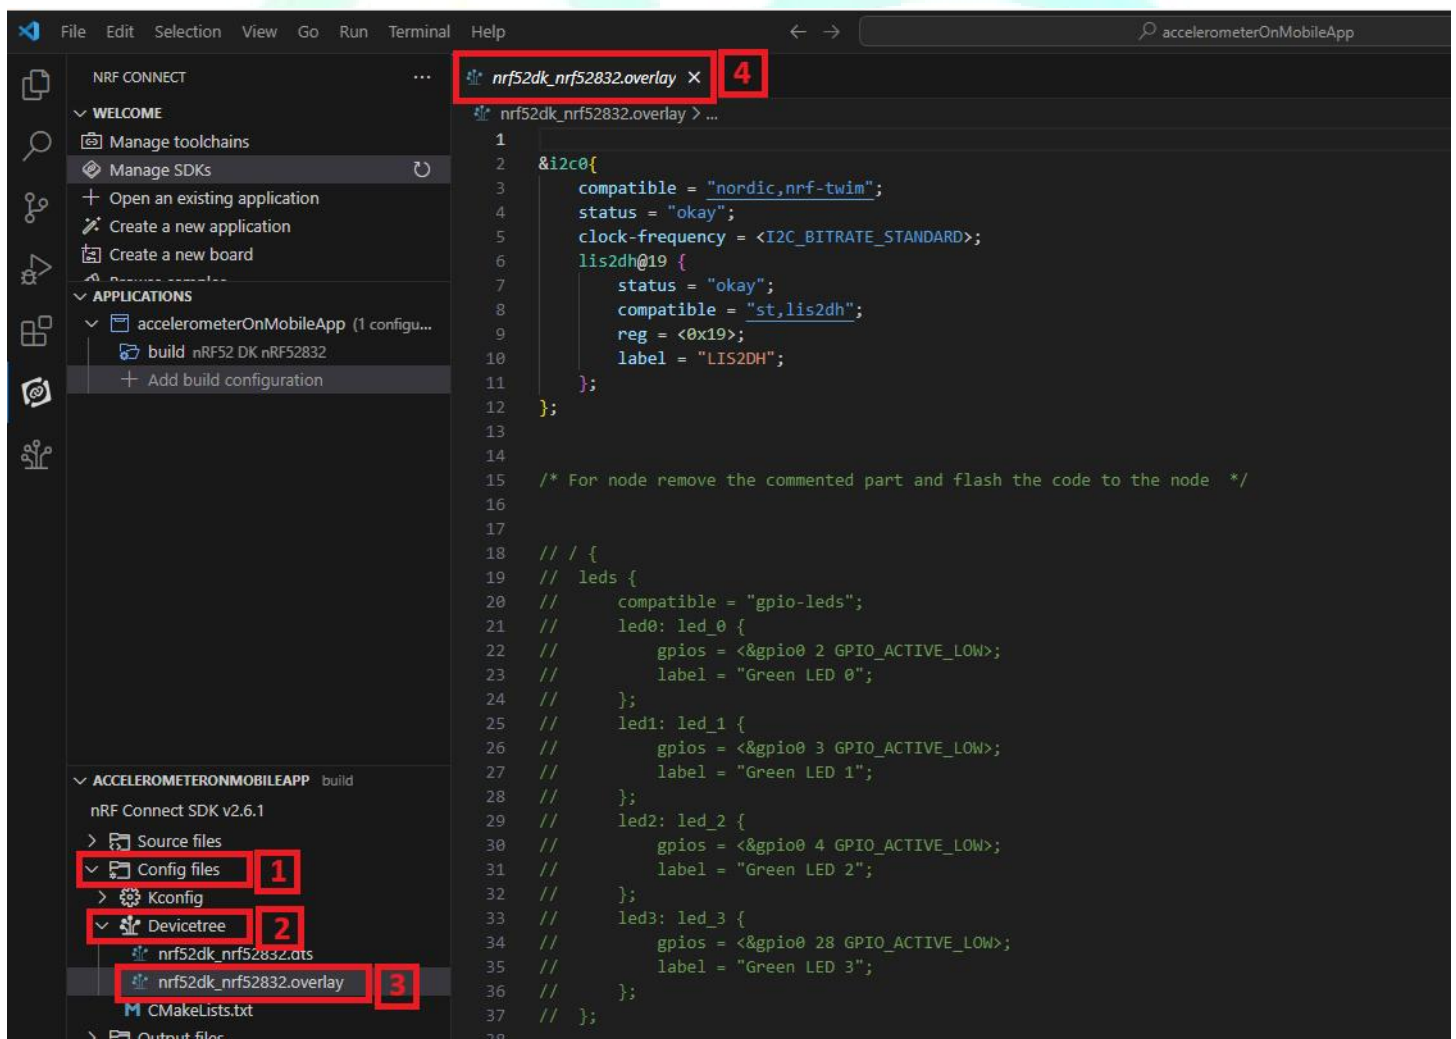 File Edit Selection View Go Run Terminal Help
accelerometerOnMobileApp
NRF CONNECT
...
WELCOME
Manage toolchains
Manage SDKs
Open an existing application
Create a new application
Create a new board
APPLICATIONS
accelerometerOnMobileApp (1 configu...
build nRF52 DK nRF52832
Add build configuration
ACCELEROMETERONMOBILEAPP build
nRF Connect SDK v2.6.1
Source files
Config files 1
Kconfig
Devicetree 2
nrf52dk_nrf52832.dts
nrf52dk_nrf52832.overlay 3
CMakeLists.txt
Output files
nrf52dk_nrf52832.overlay 4
nrf52dk_nrf52832.overlay > ...
1
2 &i2c0{
3 compatible = "nordic,nrf-twim";
4 status = "okay";
5 clock-frequency = <I2C_BITRATE_STANDARD>;
6 lis2dh@19 {
7 status = "okay";
8 compatible = "st,lis2dh";
9 reg = <0x19>;
10 label = "LIS2DH";
11 };
12 };
13
14
15 /* For node remove the commented part and flash the code to the node */
16
17
18 // / {
19 // leds {
20 // compatible = "gpio-leds";
21 // led0: led_0 {
22 // gpios = <&gpio0 2 GPIO_ACTIVE_LOW>;
23 // label = "Green LED 0";
24 // };
25 // led1: led_1 {
26 // gpios = <&gpio0 3 GPIO_ACTIVE_LOW>;
27 // label = "Green LED 1";
28 // };
29 // led2: led_2 {
30 // gpios = <&gpio0 4 GPIO_ACTIVE_LOW>;
31 // label = "Green LED 2";
32 // };
33 // led3: led_3 {
34 // gpios = <&gpio0 28 GPIO_ACTIVE_LOW>;
35 // label = "Green LED 3";
36 // };
37 // };